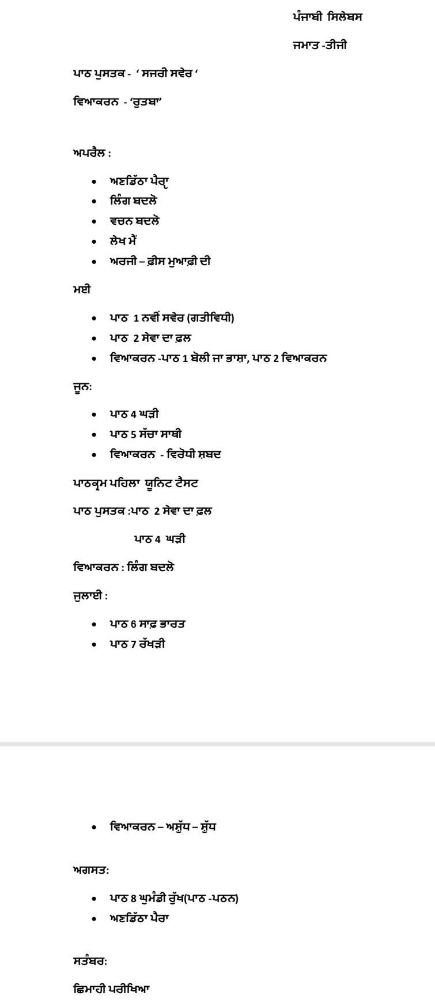 ਪੰਜਾਬੀ ਸਿਲੇਬਸ
ਜਮਾਤ -ਤੀਜੀ
ਪਾਠ ਪੁਸਤਕ - ‘ ਸਜਰੀ ਸਵੇਰ ‘
ਵਿਆਕਰਨ - ‘ਰੁਤਬਾ’
ਅਪਰੈਲ :
• ਅਣਡਿੱਠਾ ਪੈਰ੍ਹਾ
• ਲਿੰਗ ਬਦਲੋ
• ਵਚਨ ਬਦਲੋ
• ਲੇਖ ਮੈਂ
• ਅਰਜੀ – ਫ਼ੀਸ ਮੁਆਫ਼ੀ ਦੀ
ਮਈ
• ਪਾਠ 1 ਨਵੀਂ ਸਵੇਰ (ਗਤੀਵਿਧੀ)
• ਪਾਠ 2 ਸੇਵਾ ਦਾ ਫ਼ਲ
• ਵਿਆਕਰਨ -ਪਾਠ 1 ਬੋਲੀ ਜਾ ਭਾਸ਼ਾ, ਪਾਠ 2 ਵਿਆਕਰਨ
ਜੂਨ:
• ਪਾਠ 4 ਘੜੀ
• ਪਾਠ 5 ਸੱਚਾ ਸਾਥੀ
• ਵਿਆਕਰਨ - ਵਿਰੋਧੀ ਸ਼ਬਦ
ਪਾਠਕ੍ਰਮ ਪਹਿਲਾ ਯੂਨਿਟ ਟੈਸਟ
ਪਾਠ ਪੁਸਤਕ :ਪਾਠ 2 ਸੇਵਾ ਦਾ ਫ਼ਲ
ਪਾਠ 4 ਘੜੀ
ਵਿਆਕਰਨ : ਲਿੰਗ ਬਦਲੋ
ਜੁਲਾਈ :
• ਪਾਠ 6 ਸਾਫ਼ ਭਾਰਤ
• ਪਾਠ 7 ਰੱਖੜੀ
• ਵਿਆਕਰਨ – ਅਸ਼ੁੱਧ – ਸ਼ੁੱਧ
ਅਗਸਤ:
• ਪਾਠ 8 ਘੁਮੰਡੀ ਰੁੱਖ(ਪਾਠ -ਪਠਨ)
• ਅਣਡਿੱਠਾ ਪੈਰਾ
ਸਤੰਬਰ:
ਛਿਮਾਹੀ ਪਰੀਖਿਆ